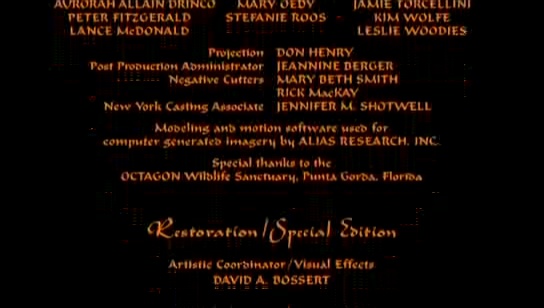 AURORAH ALLAIN DRINCO MARY OEDY JAMIE TORCELLINI
PETER FITZGERALD STEFANIE ROOS KIM WOLFE
LANCE McDONALD LESLIE WOODIES
Projection DON HENRY
Post Production Administrator JEANNINE BERGER
Negative Cutters MARY BETH SMITH
RICK MacKAY
New York Casting Associate JENNIFER M. SHOTWELL
Modeling and motion software used for
computer generated imagery by ALIAS RESEARCH, INC.
Special thanks to the
OCTAGON Wildlife Sanctuary, Punta Gorda, Florida
Restoration/Special Edition
Artistic Coordinator/Visual Effects
DAVID A. BOSSERT